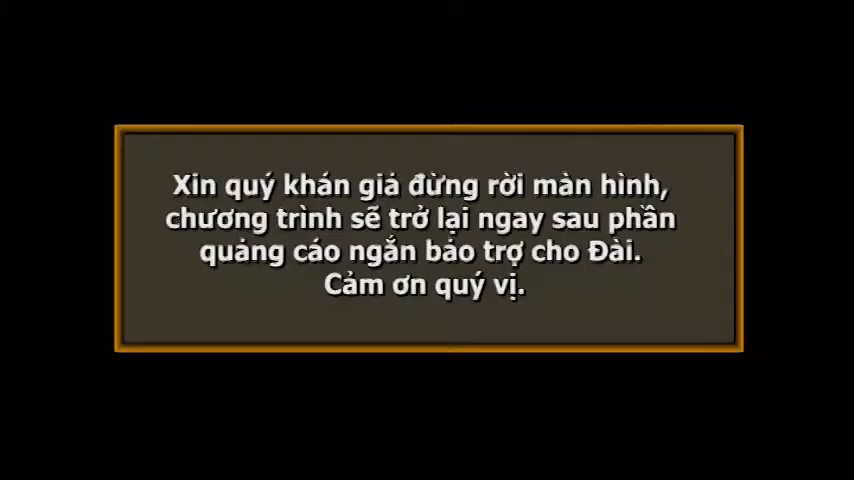 Xin quý khán giả đừng rời màn hình,
chương trình sẽ trở lại ngay sau phần
quảng cáo ngắn bảo trợ cho Đài.
Cảm ơn quý vị.